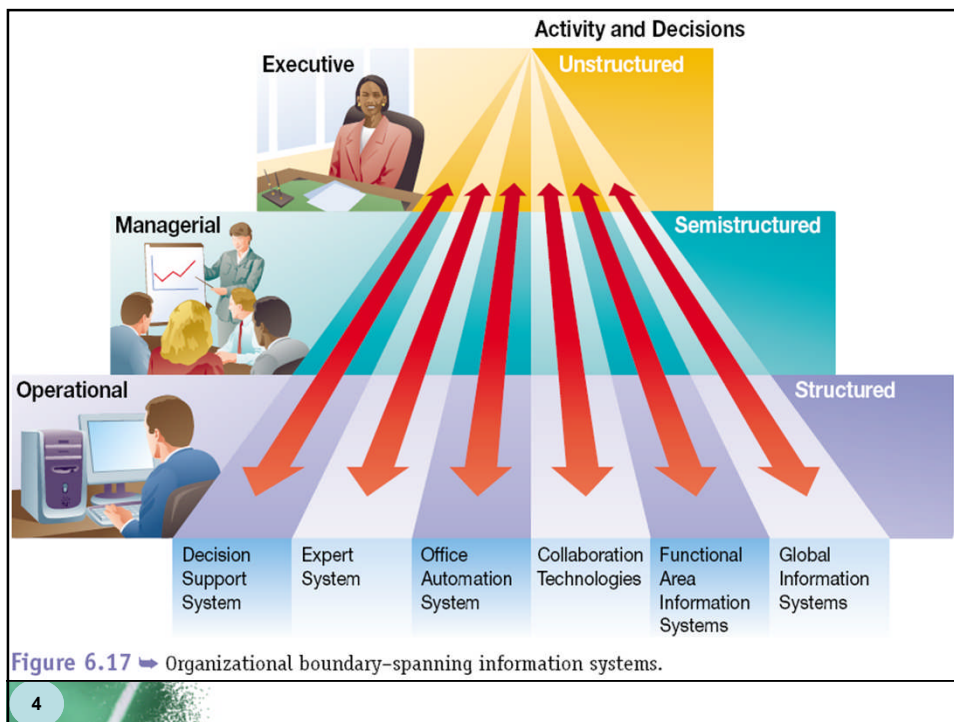 Activity and Decisions
Executive
Unstructured
Managerial
Semistructured
Operational
Structured
Decision
Support
System
Expert
System
Office
Automation
System
Collaboration
Technologies
Functional
Area
Information
Systems
Global
Information
Systems
Figure 6.17 ➥ Organizational boundary–spanning information systems.
4